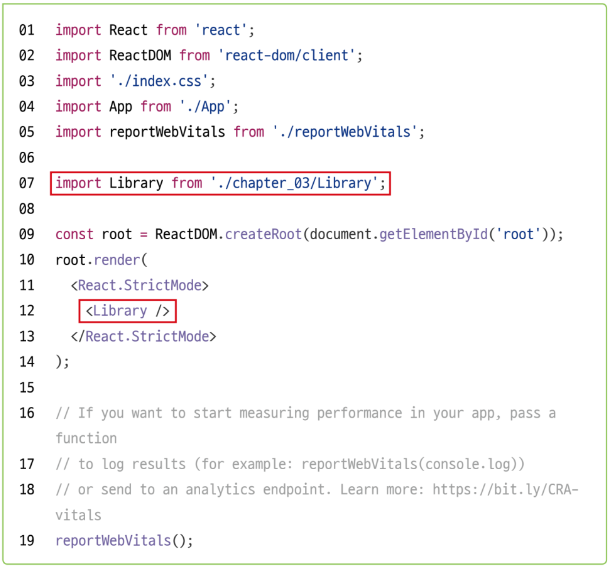 01 import React from 'react';
02 import ReactDOM from 'react-dom/client';
03 import './index.css';
04 import App from './App';
05 import reportWebVitals from './reportWebVitals';
06
07 import Library from './chapter_03/Library';
08
09 const root = ReactDOM.createRoot(document.getElementById('root'));
10 root.render(
11   <React.StrictMode>
12     <Library />
13   </React.StrictMode>
14 );
15
16 // If you want to start measuring performance in your app, pass a
function
17 // to log results (for example: reportWebVitals(console.log))
18 // or send to an analytics endpoint. Learn more: https://bit.ly/CRA-
vitals
19 reportWebVitals();